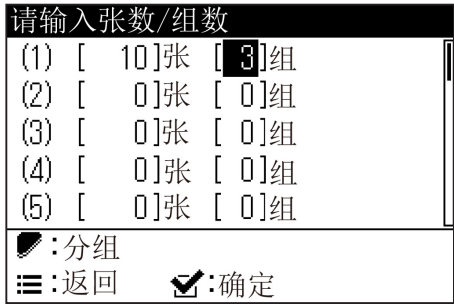 请输入张数/组数
(1) [ 10]张 [ 3]组
(2) [ 0]张 [ 0]组
(3) [ 0]张 [ 0]组
(4) [ 0]张 [ 0]组
(5) [ 0]张 [ 0]组
:分组
:返回 :确定